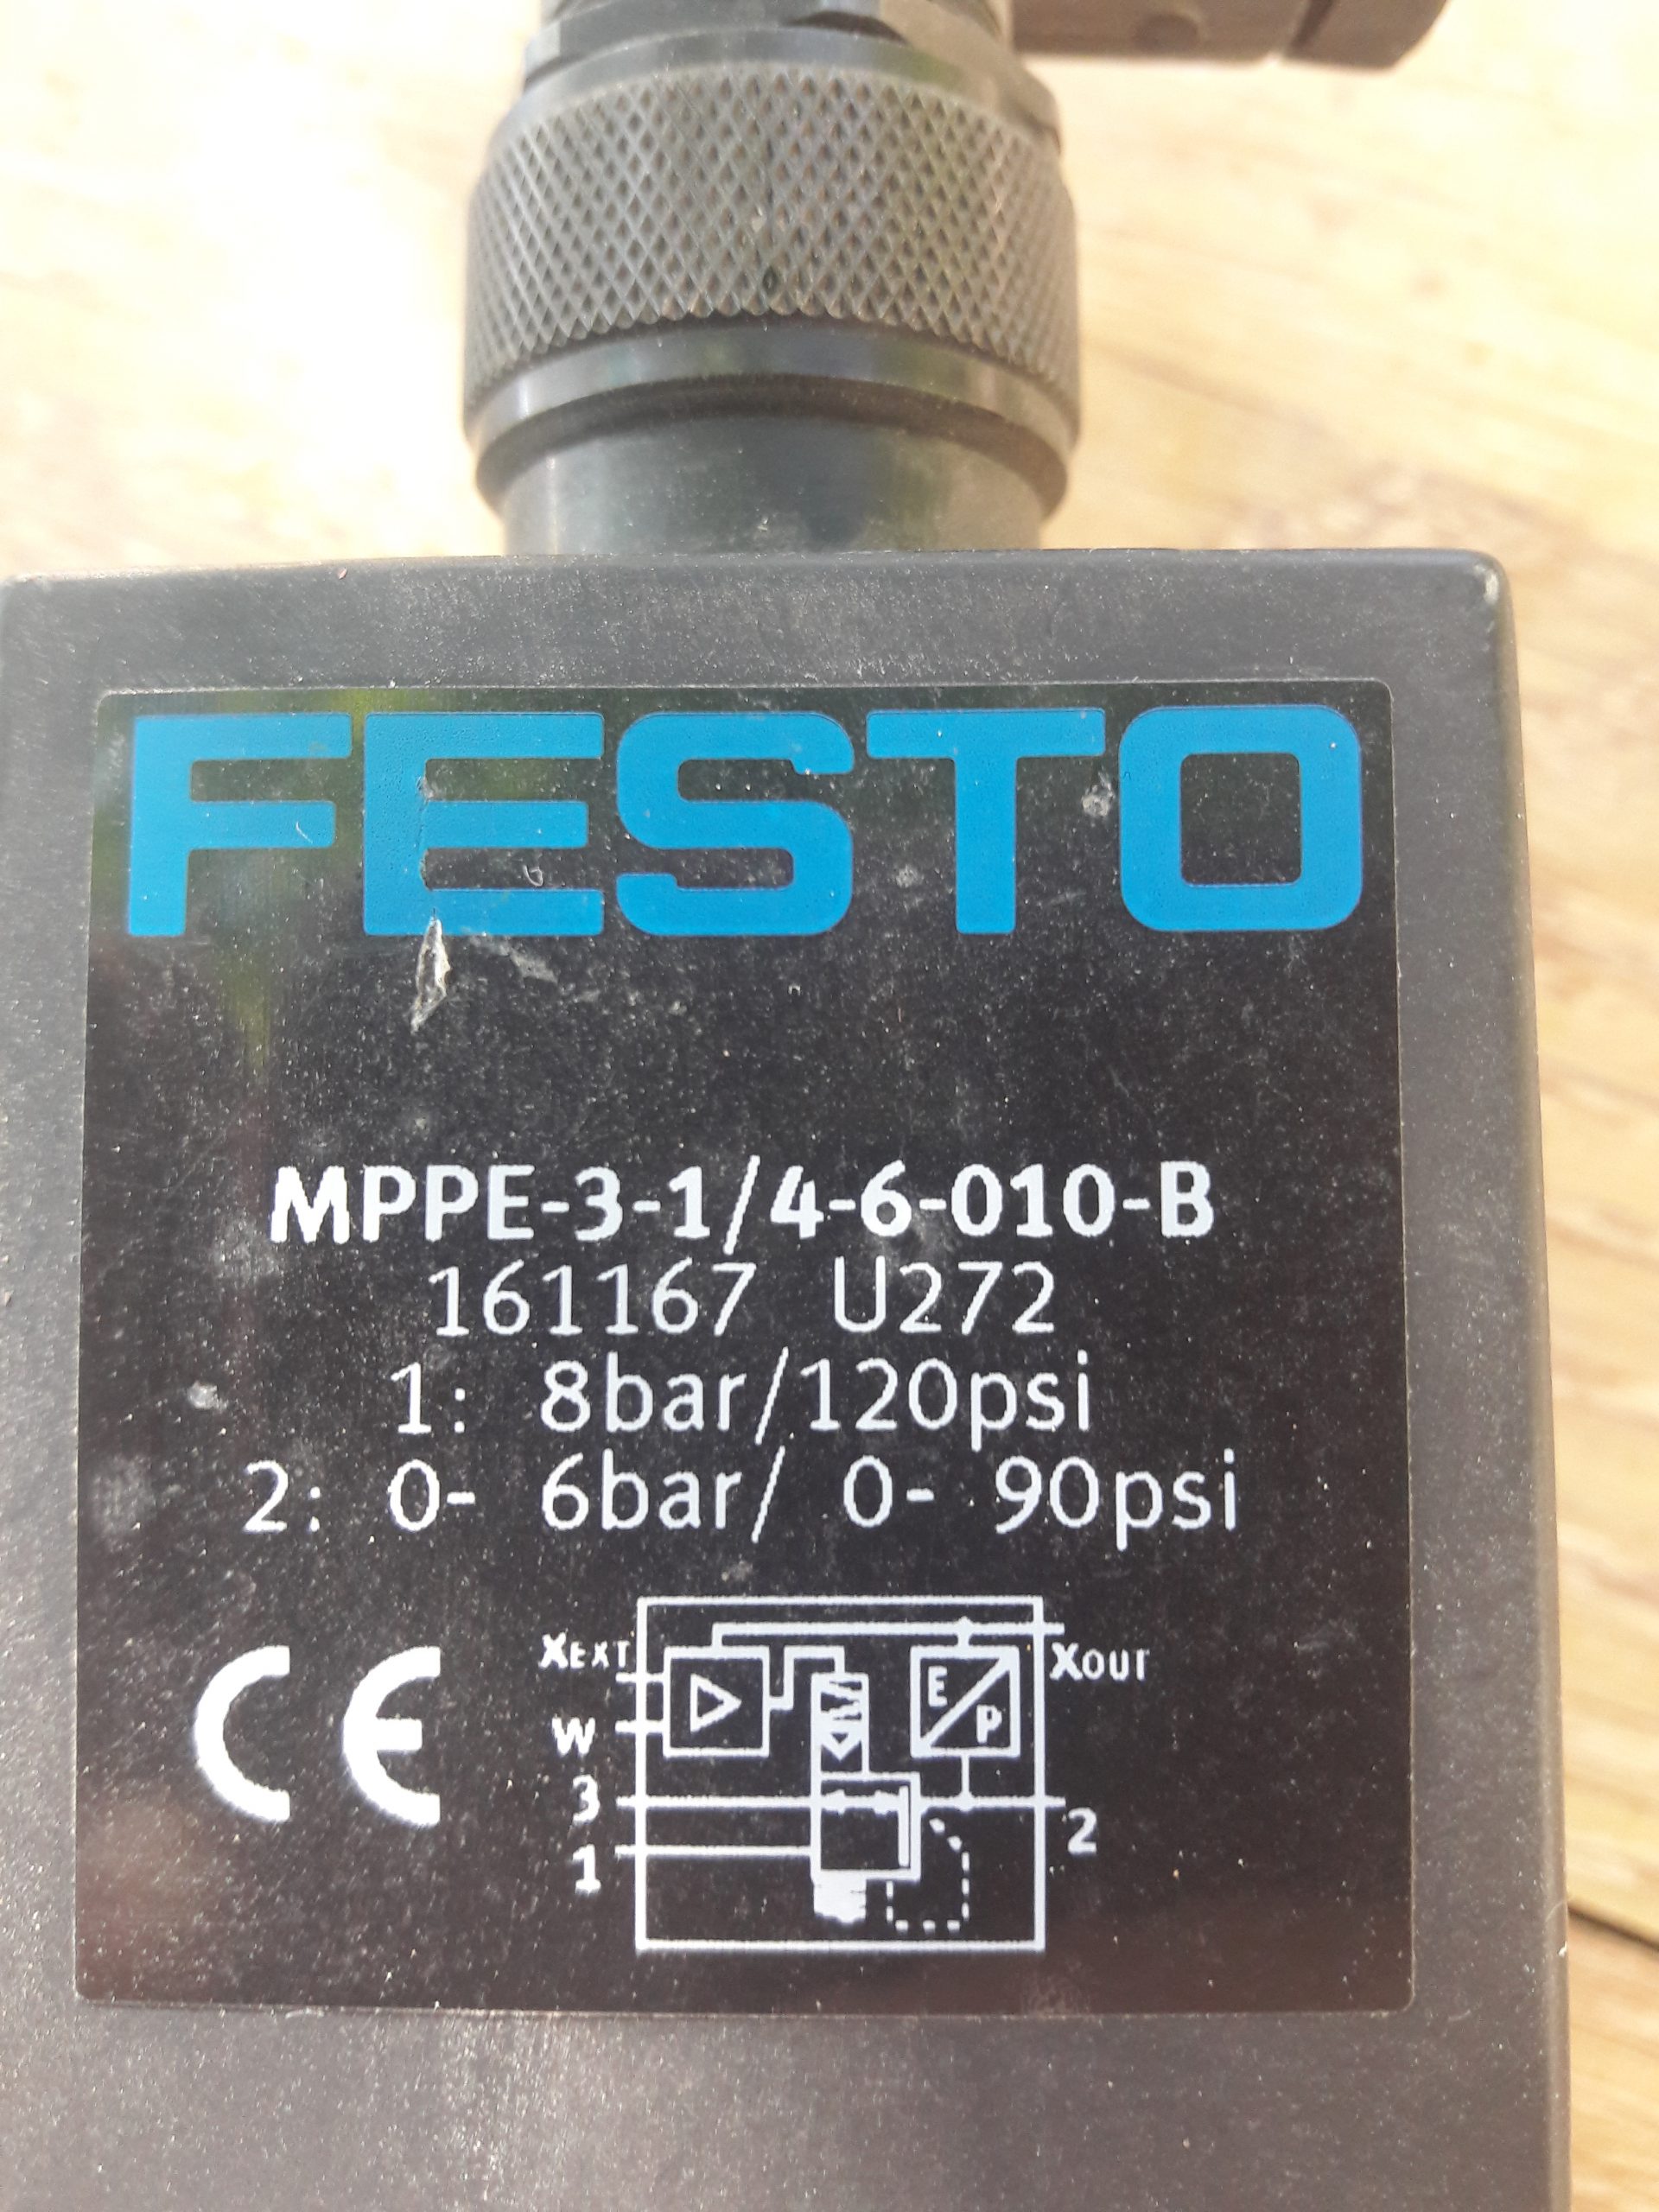 FESTO
MPPE-3-1/4-6-010-B
161167 U272
1: 8bar/120psi
2: 0- 6bar/ 0- 90psi
CE
XEXT
XOUT
E
P
W
3
2
1